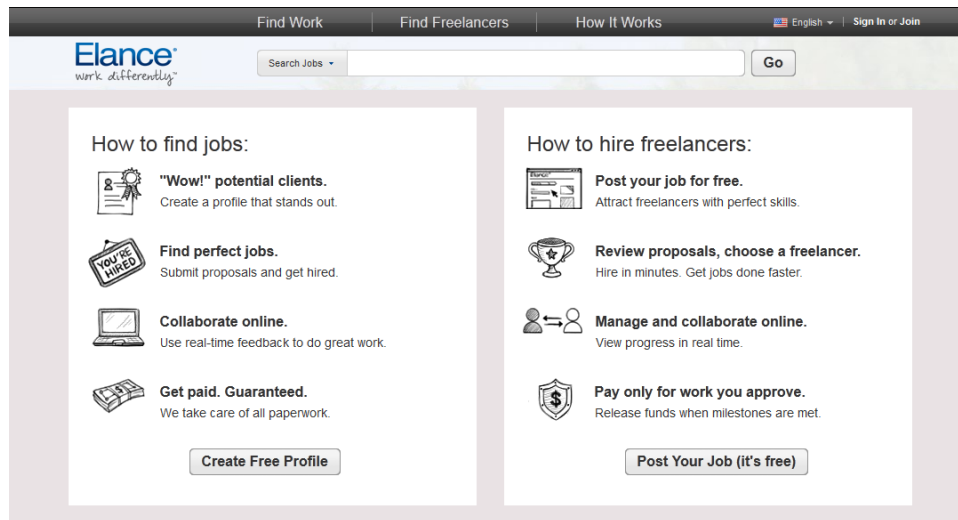 Find Work Find Freelancers How It Works English Sign In or Join
Elance®
work differently™
Search Jobs Go
How to find jobs:
"Wow!" potential clients.
Create a profile that stands out.
YOU'RE HIRED
Find perfect jobs.
Submit proposals and get hired.
Collaborate online.
Use real-time feedback to do great work.
Get paid. Guaranteed.
We take care of all paperwork.
Create Free Profile
How to hire freelancers:
Elance
Post your job for free.
Attract freelancers with perfect skills.
Review proposals, choose a freelancer.
Hire in minutes. Get jobs done faster.
Manage and collaborate online.
View progress in real time.
$
Pay only for work you approve.
Release funds when milestones are met.
Post Your Job (it's free)